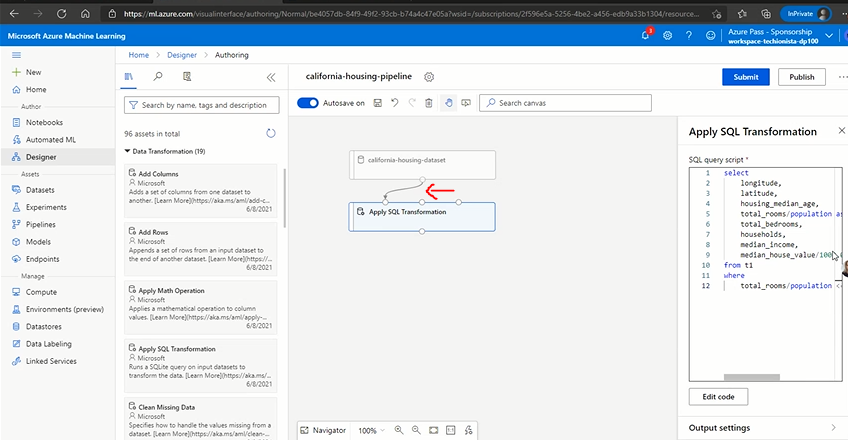 https://ml.azure.com/visualinterface/authoring/Normal/be4057db-84f9-49f2-93cb-b74a4c47e05a?wsid=/subscriptions/2f596e5a-5256-4be2-a456-edb9a33b1304/resource...
InPrivate
Microsoft Azure Machine Learning
3
Azure Pass - Sponsorship
workspace-techionista-dp100
New
Home
Author
Notebooks
Automated ML
Designer
Assets
Datasets
Experiments
Pipelines
Models
Endpoints
Manage
Compute
Environments (preview)
Datastores
Data Labeling
Linked Services
Home > Designer > Authoring
Search by name, tags and description
96 assets in total
Data Transformation (19)
Add Columns
Microsoft
Adds a set of columns from one dataset to
another. [Learn More](https://aka.ms/aml/add-c...
6/8/2021
Add Rows
Microsoft
Appends a set of rows from an input dataset to
the end of another dataset. [Learn More](https:...
6/8/2021
Apply Math Operation
Microsoft
Applies a mathematical operation to column
values. [Learn More](https://aka.ms/aml/apply-...
6/8/2021
Apply SQL Transformation
Microsoft
Runs a SQLite query on input datasets to
transform the data. [Learn More](https://aka.ms/aml/...
6/8/2021
Clean Missing Data
Microsoft
Specifies how to handle the values missing from a
dataset. [Learn More](https://aka.ms/aml/clean-...
california-housing-pipeline
Submit
Publish
Autosave on
Search canvas
california-housing-dataset
Apply SQL Transformation
Navigator
100%
Apply SQL Transformation
SQL query script *
1 select
2 longitude,
3 latitude,
4 housing_median_age,
5 total_rooms/population as
6 total_bedrooms,
7 households,
8 median_income,
9 median_house_value/100
10 from t1
11 where
12 total_rooms/population <
Edit code
Output settings